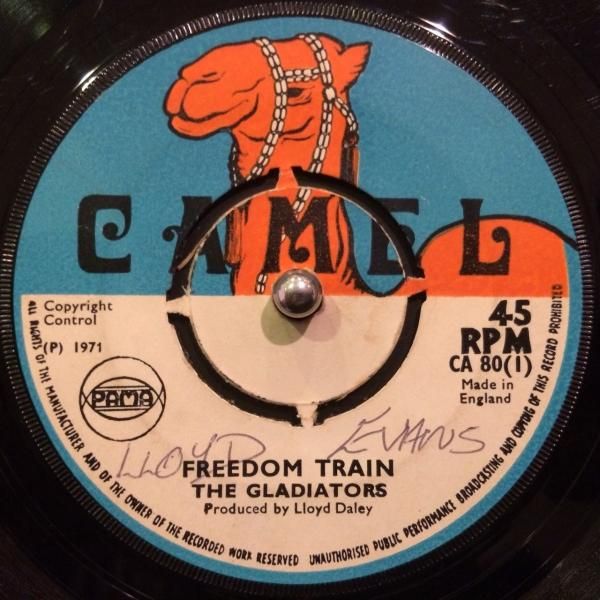 CAMEL
Copyright
Control
(P) 1971
PAMA
45
RPM
CA 80(1)
Made in
England
LLOYD EVANS
FREEDOM TRAIN
THE GLADIATORS
Produced by Lloyd Daley
ALL RIGHTS OF THE MANUFACTURER AND OF THE OWNER OF THE RECORDED WORK RESERVED UNAUTHORISED PUBLIC PERFORMANCE BROADCASTING AND COPYING OF THIS RECORD PROHIBITED